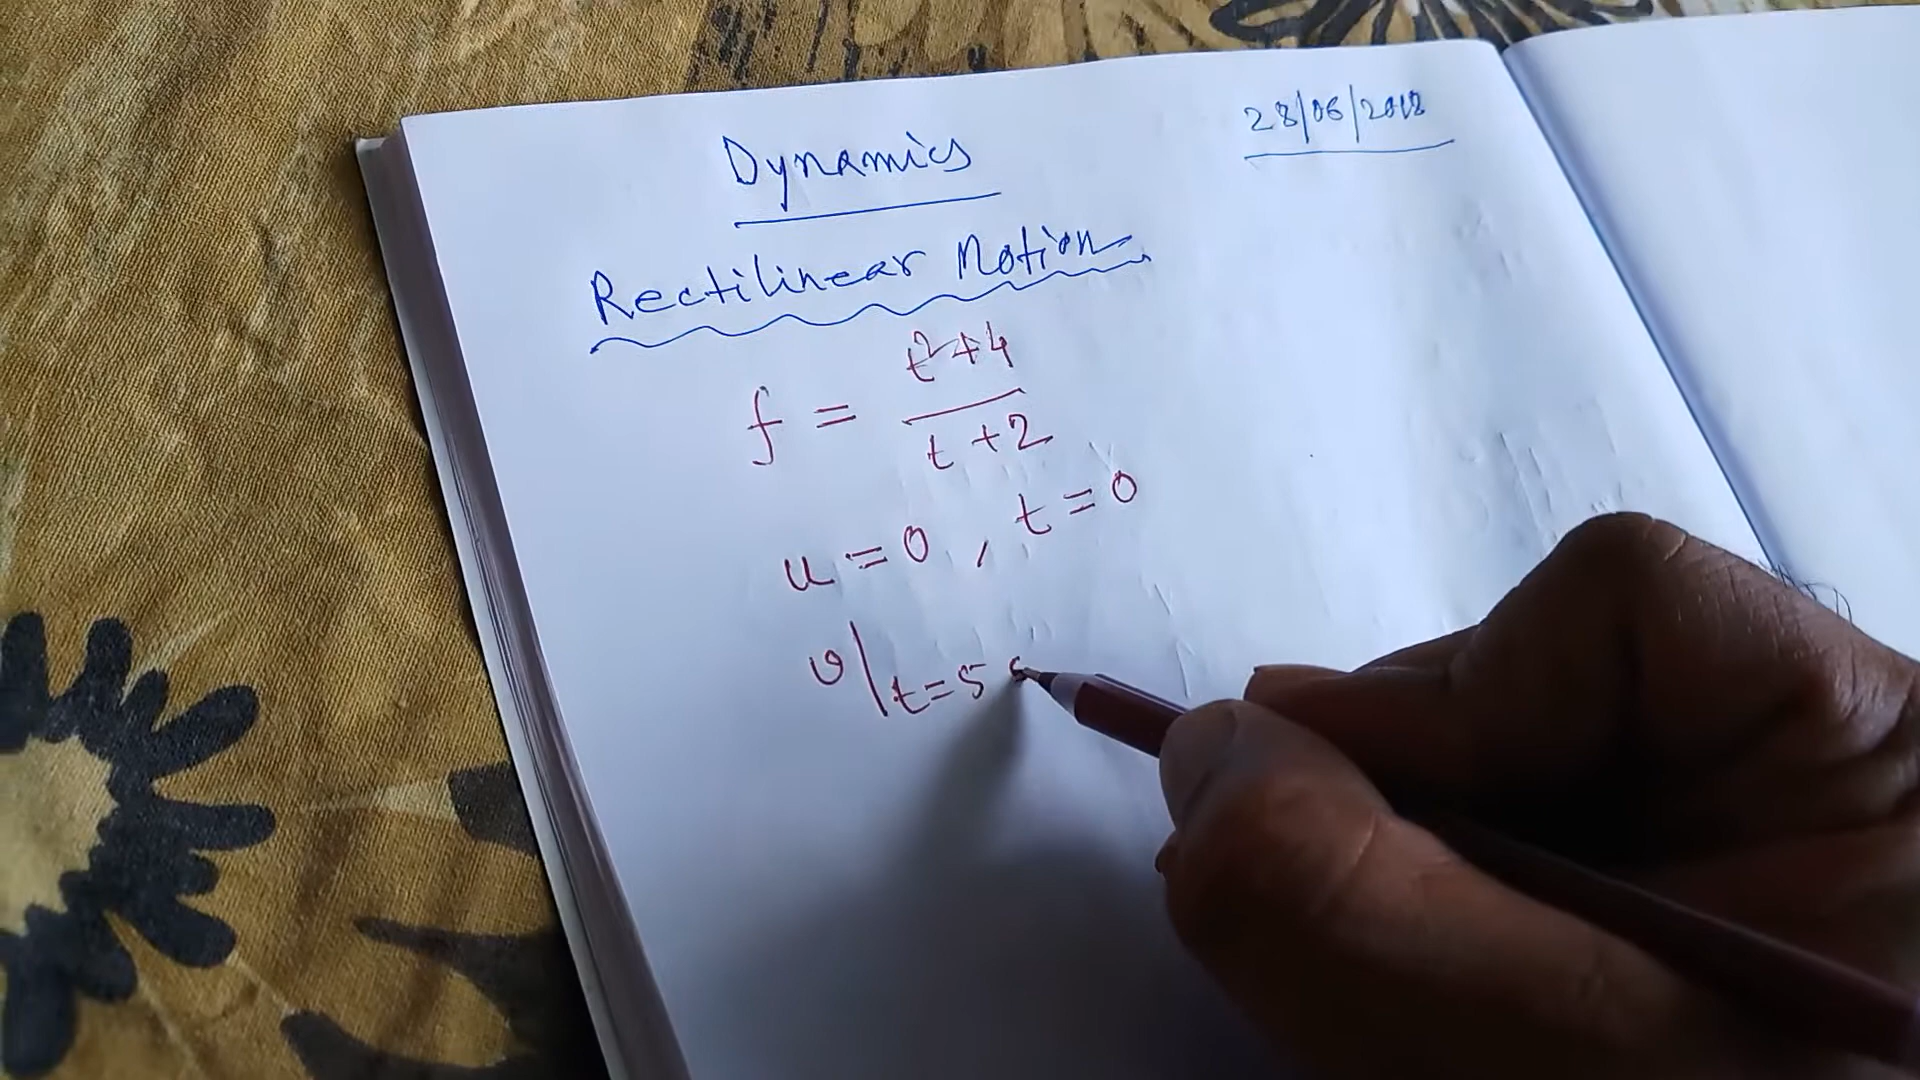 28/06/2018
Dynamics
Rectilinear Motion
f = t²+4 / t+2
u = 0 , t = 0
v|t=5 s